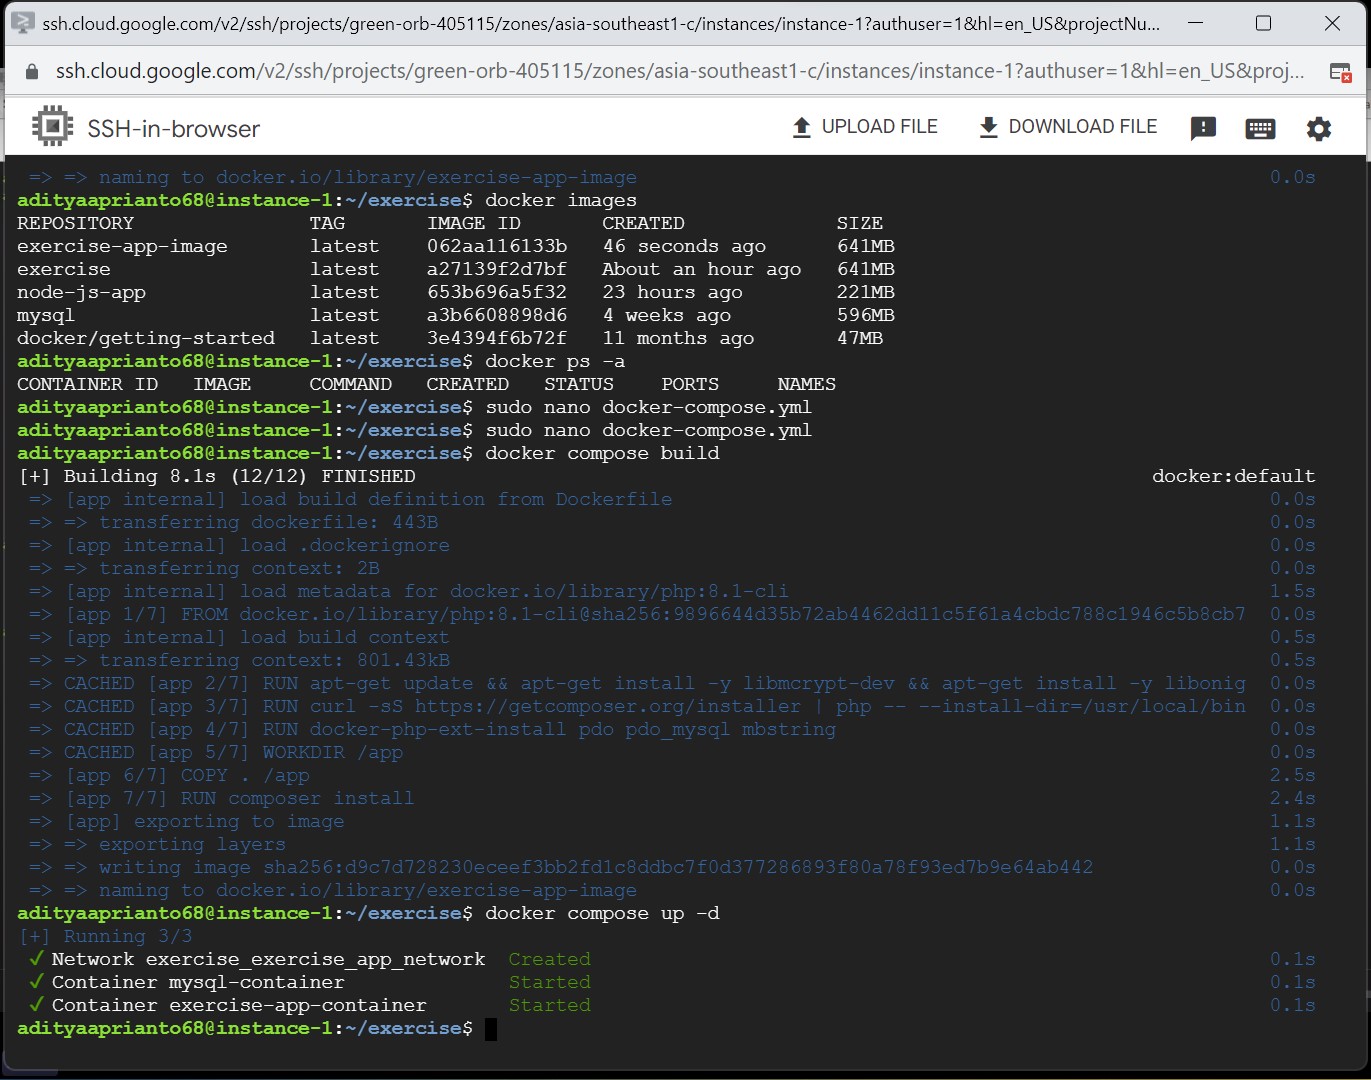 ssh.cloud.google.com/v2/ssh/projects/green-orb-405115/zones/asia-southeast1-c/instances/instance-1?authuser=1&hl=en_US&projectNu...
ssh.cloud.google.com/v2/ssh/projects/green-orb-405115/zones/asia-southeast1-c/instances/instance-1?authuser=1&hl=en_US&proj...
SSH-in-browser UPLOAD FILE DOWNLOAD FILE
=> => naming to docker.io/library/exercise-app-image 0.0s
adityaaprianto68@instance-1:~/exercise$ docker images
REPOSITORY TAG IMAGE ID CREATED SIZE
exercise-app-image latest 062aa116133b 46 seconds ago 641MB
exercise latest a27139f2d7bf About an hour ago 641MB
node-js-app latest 653b696a5f32 23 hours ago 221MB
mysql latest a3b6608898d6 4 weeks ago 596MB
docker/getting-started latest 3e4394f6b72f 11 months ago 47MB
adityaaprianto68@instance-1:~/exercise$ docker ps -a
CONTAINER ID IMAGE COMMAND CREATED STATUS PORTS NAMES
adityaaprianto68@instance-1:~/exercise$ sudo nano docker-compose.yml
adityaaprianto68@instance-1:~/exercise$ sudo nano docker-compose.yml
adityaaprianto68@instance-1:~/exercise$ docker compose build
[+] Building 8.1s (12/12) FINISHED docker:default
=> [app internal] load build definition from Dockerfile 0.0s
=> => transferring dockerfile: 443B 0.0s
=> [app internal] load .dockerignore 0.0s
=> => transferring context: 2B 0.0s
=> [app internal] load metadata for docker.io/library/php:8.1-cli 1.5s
=> [app 1/7] FROM docker.io/library/php:8.1-cli@sha256:9896644d35b72ab4462dd11c5f61a4cbdc788c1946c5b8cb7 0.0s
=> [app internal] load build context 0.5s
=> => transferring context: 801.43kB 0.5s
=> CACHED [app 2/7] RUN apt-get update && apt-get install -y libmcrypt-dev && apt-get install -y libonig 0.0s
=> CACHED [app 3/7] RUN curl -sS https://getcomposer.org/installer | php -- --install-dir=/usr/local/bin 0.0s
=> CACHED [app 4/7] RUN docker-php-ext-install pdo pdo_mysql mbstring 0.0s
=> CACHED [app 5/7] WORKDIR /app 0.0s
=> [app 6/7] COPY . /app 2.5s
=> [app 7/7] RUN composer install 2.4s
=> [app] exporting to image 1.1s
=> => exporting layers 1.1s
=> => writing image sha256:d9c7d728230eceef3bb2fd1c8ddbc7f0d377286893f80a78f93ed7b9e64ab442 0.0s
=> => naming to docker.io/library/exercise-app-image 0.0s
adityaaprianto68@instance-1:~/exercise$ docker compose up -d
[+] Running 3/3
✓ Network exercise_exercise_app_network Created 0.1s
✓ Container mysql-container Started 0.1s
✓ Container exercise-app-container Started 0.1s
adityaaprianto68@instance-1:~/exercise$